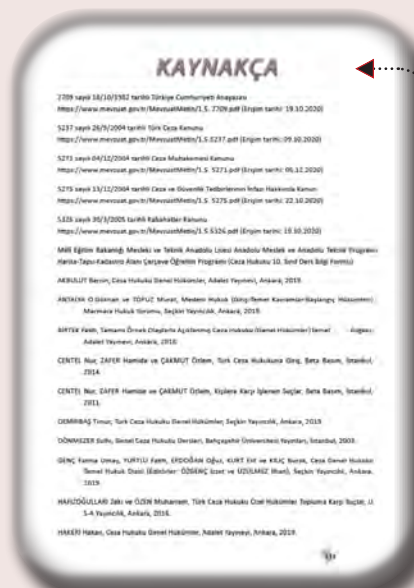 KAYNAKÇA
2709 sayılı 18/10/1982 tarihli Türkiye Cumhuriyeti Anayasası
https://www.mevzuat.gov.tr/MevzuatMetin/1.5. 2709.pdf (Erişim tarihi: 19.10.2020)
5237 sayılı 26/9/2004 tarihli Türk Ceza Kanunu
https://www.mevzuat.gov.tr/MevzuatMetin/1.5.5237.pdf (Erişim tarihi: 09.10.2020)
5271 sayılı 04/12/2004 tarihli Ceza Muhakemesi Kanunu
https://www.mevzuat.gov.tr/MevzuatMetin/1.5. 5271.pdf (Erişim tarihi:
5275 sayılı 13/12/2004 tarihli Ceza ve Güvenlik Tedbirlerinin İnfazı Hakkında Kanun
https://www.mevzuat.gov.tr/MevzuatMetin/1.5. 5275.pdf (Erişim tarihi: 22.10.2020)
5326 sayılı 30/3/2005 tarihli Kabahatler Kanunu
https://www.mevzuat.gov.tr/MevzuatMetin/1.5.5326.pdf (Erişim tarihi: 19.10.2020)
Millî Eğitim Bakanlığı Mesleki ve Teknik Anadolu Lisesi Anadolu Meslek ve Anadolu Teknik Programı
Harita-Tapu-Kadastro Alanı Çerçeve Öğretim Programı (Ceza Hukuku 10. Sınıf Ders Bilgi Formu)
AKBULUT Berrin, Ceza Hukuku Genel Hükümler, Adalet Yayınevi, Ankara, 2019.
ANTALYA O.Gökhan ve TOPUZ Murat, Medeni Hukuk (Giriş-Temel Kavramlar-Başlangıç Hükümleri)
Marmara Hukuk Yorumu, Seçkin Yayıncılık, Ankara, 2019.
BİRTEK Fatih, Tamamı Örnek Olaylarla Açıklanmış Ceza Hukuku (Genel Hükümler) Temel
Adalet Yayınevi, Ankara,
CENTEL Nur, ZAFER Hamide ve ÇAKMUT Özlem, Türk Ceza Hukukuna Giriş, Beta Basım, İstanbul,
2014.
CENTEL Nur, ZAFER Hamide ve ÇAKMUT Özlem, Kişilere Karşı İşlenen Suçlar, Beta Basım, İstanbul,
2011.
DEMİRBAŞ Timur, Türk Ceza Hukuku Genel Hükümler, Seçkin Yayıncılık, Ankara, 2019.
DÖNMEZER Sulhi, Genel Ceza Hukuku Dersleri, Bahçeşehir Üniversitesi Yayınları, İstanbul, 2003.
GENÇ Fatma Umay, YURTLU Fatih, ERDOĞAN Oğuz, KURT Elif ve KILIÇ Burak, Ceza Genel Hukuku
Temel Hukuk Dizisi (Editörler: ÖZGENÇ İzzet ve ÜZÜLMEZ İlhan), Seçkin Yayıncılık, Ankara,
2019.
HAFIZOĞULLARI Zeki ve ÖZEN Muharrem, Türk Ceza Hukuku Özel Hükümler Topluma Karşı Suçlar, U
S-A Yayıncılık, Ankara, 2016.
HAKERİ Hakan, Ceza Hukuku Genel Hükümler, Adalet Yayınevi, Ankara, 2019.